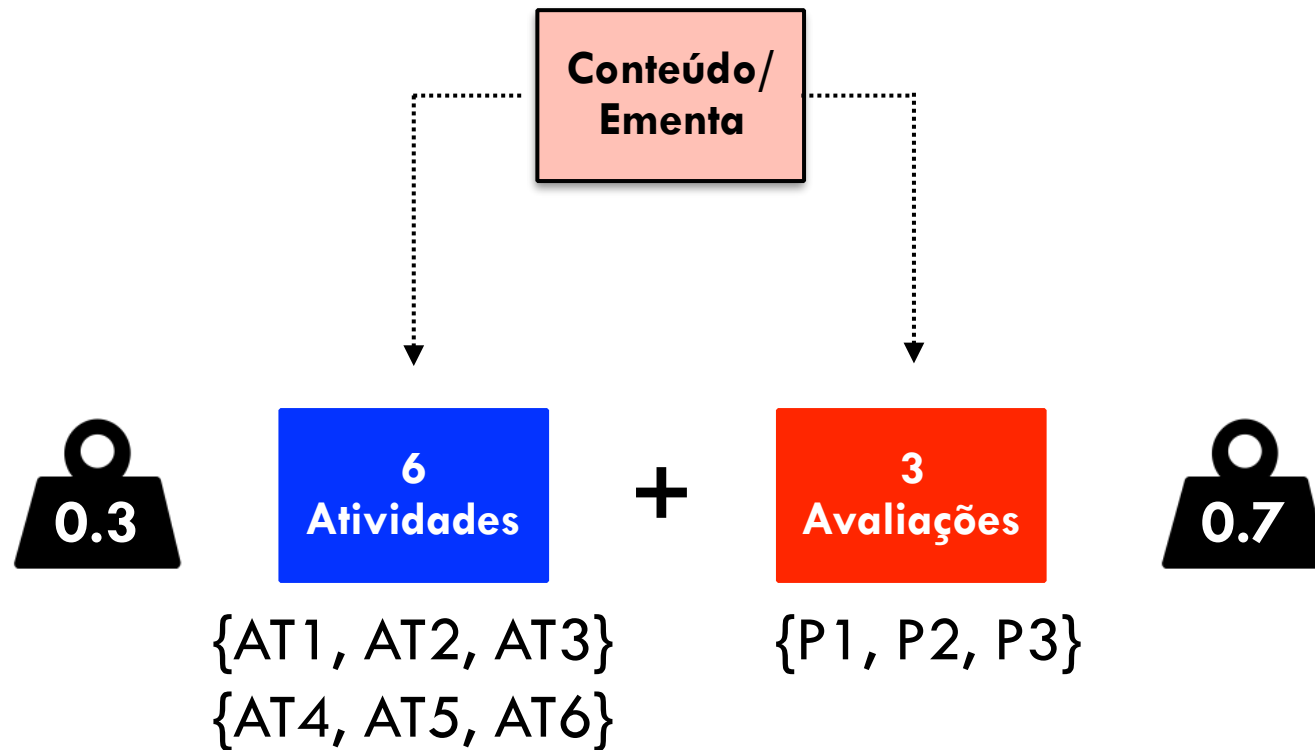 Conteúdo/
Ementa
0.3
6
Atividades
+
3
Avaliações
0.7
{AT1, AT2, AT3}
{AT4, AT5, AT6}
{P1, P2, P3}